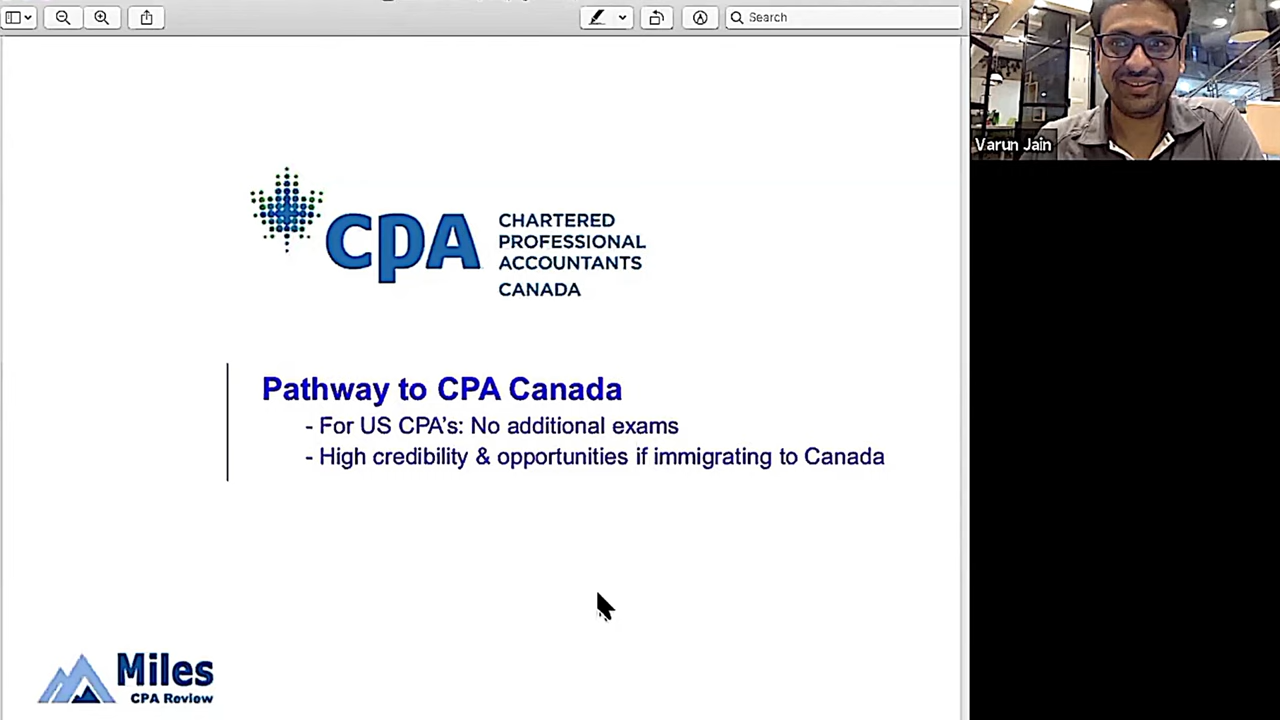 Search
Varun Jain
CPA
CHARTERED
PROFESSIONAL
ACCOUNTANTS
CANADA
Pathway to CPA Canada
- For US CPA's: No additional exams
- High credibility & opportunities if immigrating to Canada
Miles
CPA Review